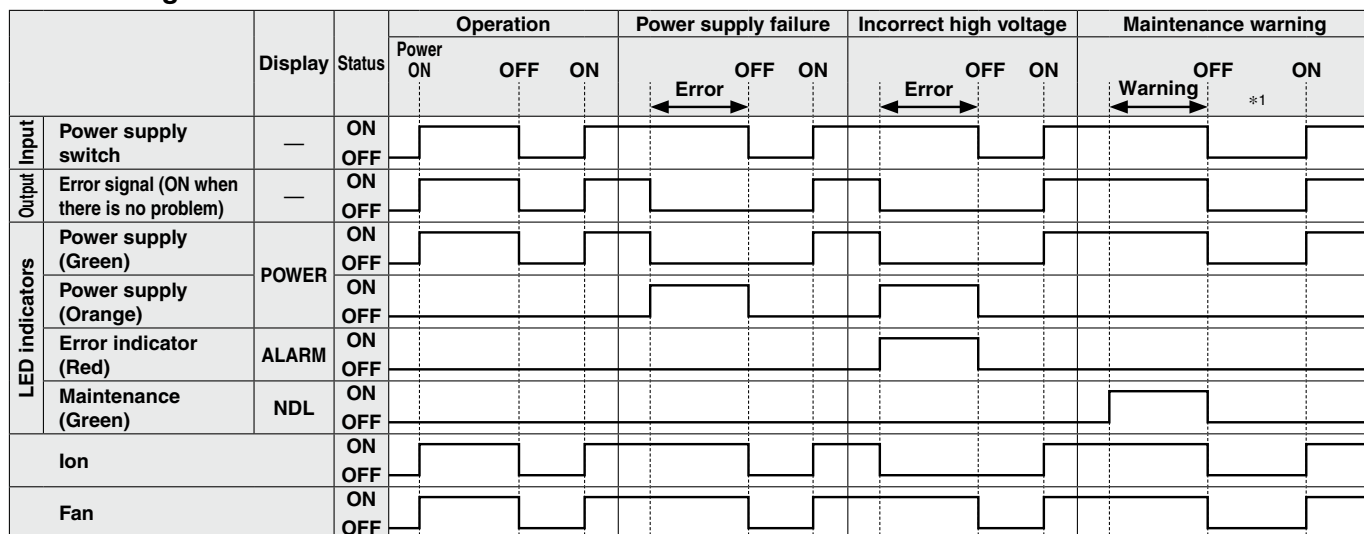 Operation Power supply failure Incorrect high voltage Maintenance warning
Display Status Power ON OFF ON Error OFF ON Error OFF ON Warning OFF *1 ON
Input Power supply switch — ON OFF
Output Error signal (ON when there is no problem) — ON OFF
LED indicators Power supply (Green) POWER ON OFF
Power supply (Orange) ON OFF
Error indicator (Red) ALARM ON OFF
Maintenance (Green) NDL ON OFF
Ion ON OFF
Fan ON OFF